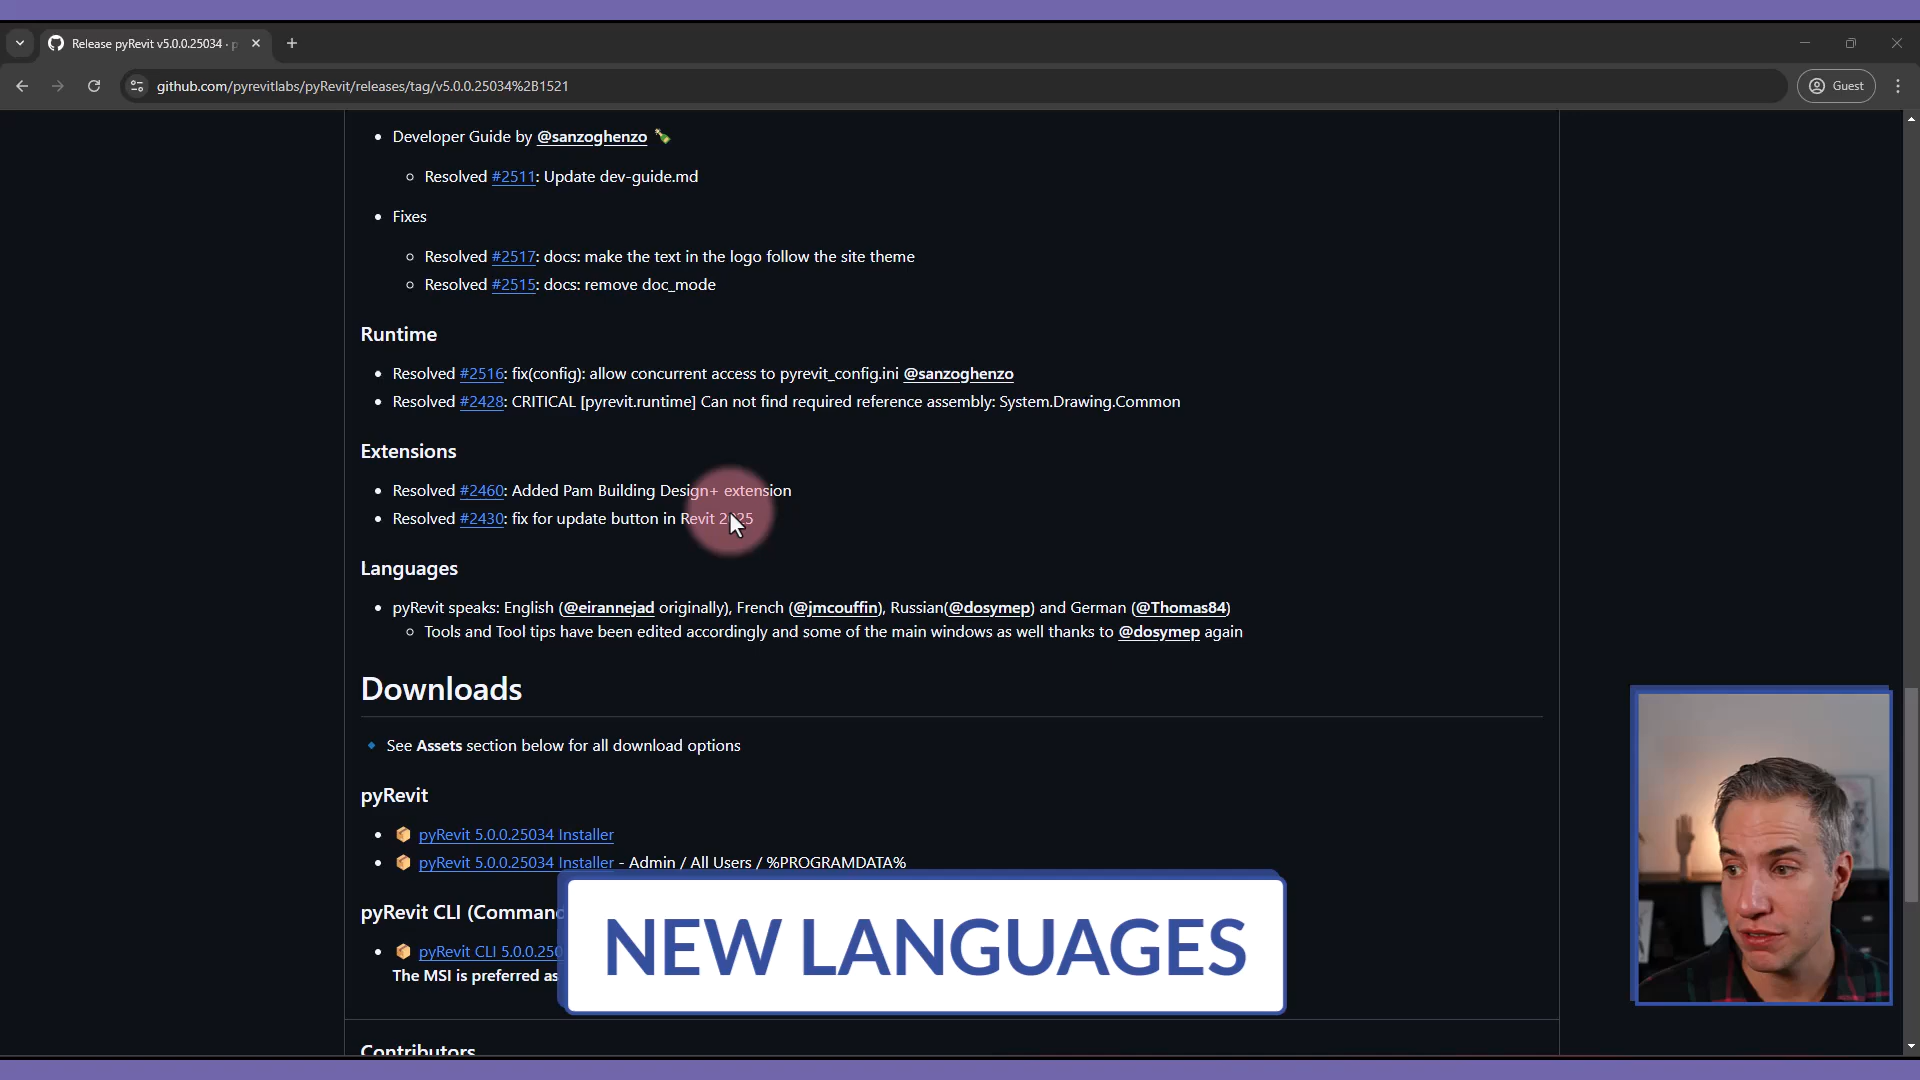 Release pyRevit v5.0.0.25034 · p
github.com/pyrevitlabs/pyRevit/releases/tag/v5.0.0.25034%2B1521
Guest
Developer Guide by @sanzoghenzo
Resolved #2511: Update dev-guide.md
Fixes
Resolved #2517: docs: make the text in the logo follow the site theme
Resolved #2515: docs: remove doc_mode
Runtime
Resolved #2516: fix(config): allow concurrent access to pyrevit_config.ini @sanzoghenzo
Resolved #2428: CRITICAL [pyrevit.runtime] Can not find required reference assembly: System.Drawing.Common
Extensions
Resolved #2460: Added Pam Building Design+ extension
Resolved #2430: fix for update button in Revit 2025
Languages
pyRevit speaks: English (@eirannejad originally), French (@jmcouffin), Russian(@dosymep) and German (@Thomas84)
Tools and Tool tips have been edited accordingly and some of the main windows as well thanks to @dosymep again
Downloads
See Assets section below for all download options
pyRevit
pyRevit 5.0.0.25034 Installer
pyRevit 5.0.0.25034 Installer - Admin / All Users / %PROGRAMDATA%
pyRevit CLI (Command
pyRevit CLI 5.0.0.250
The MSI is preferred as
NEW LANGUAGES
Contributors